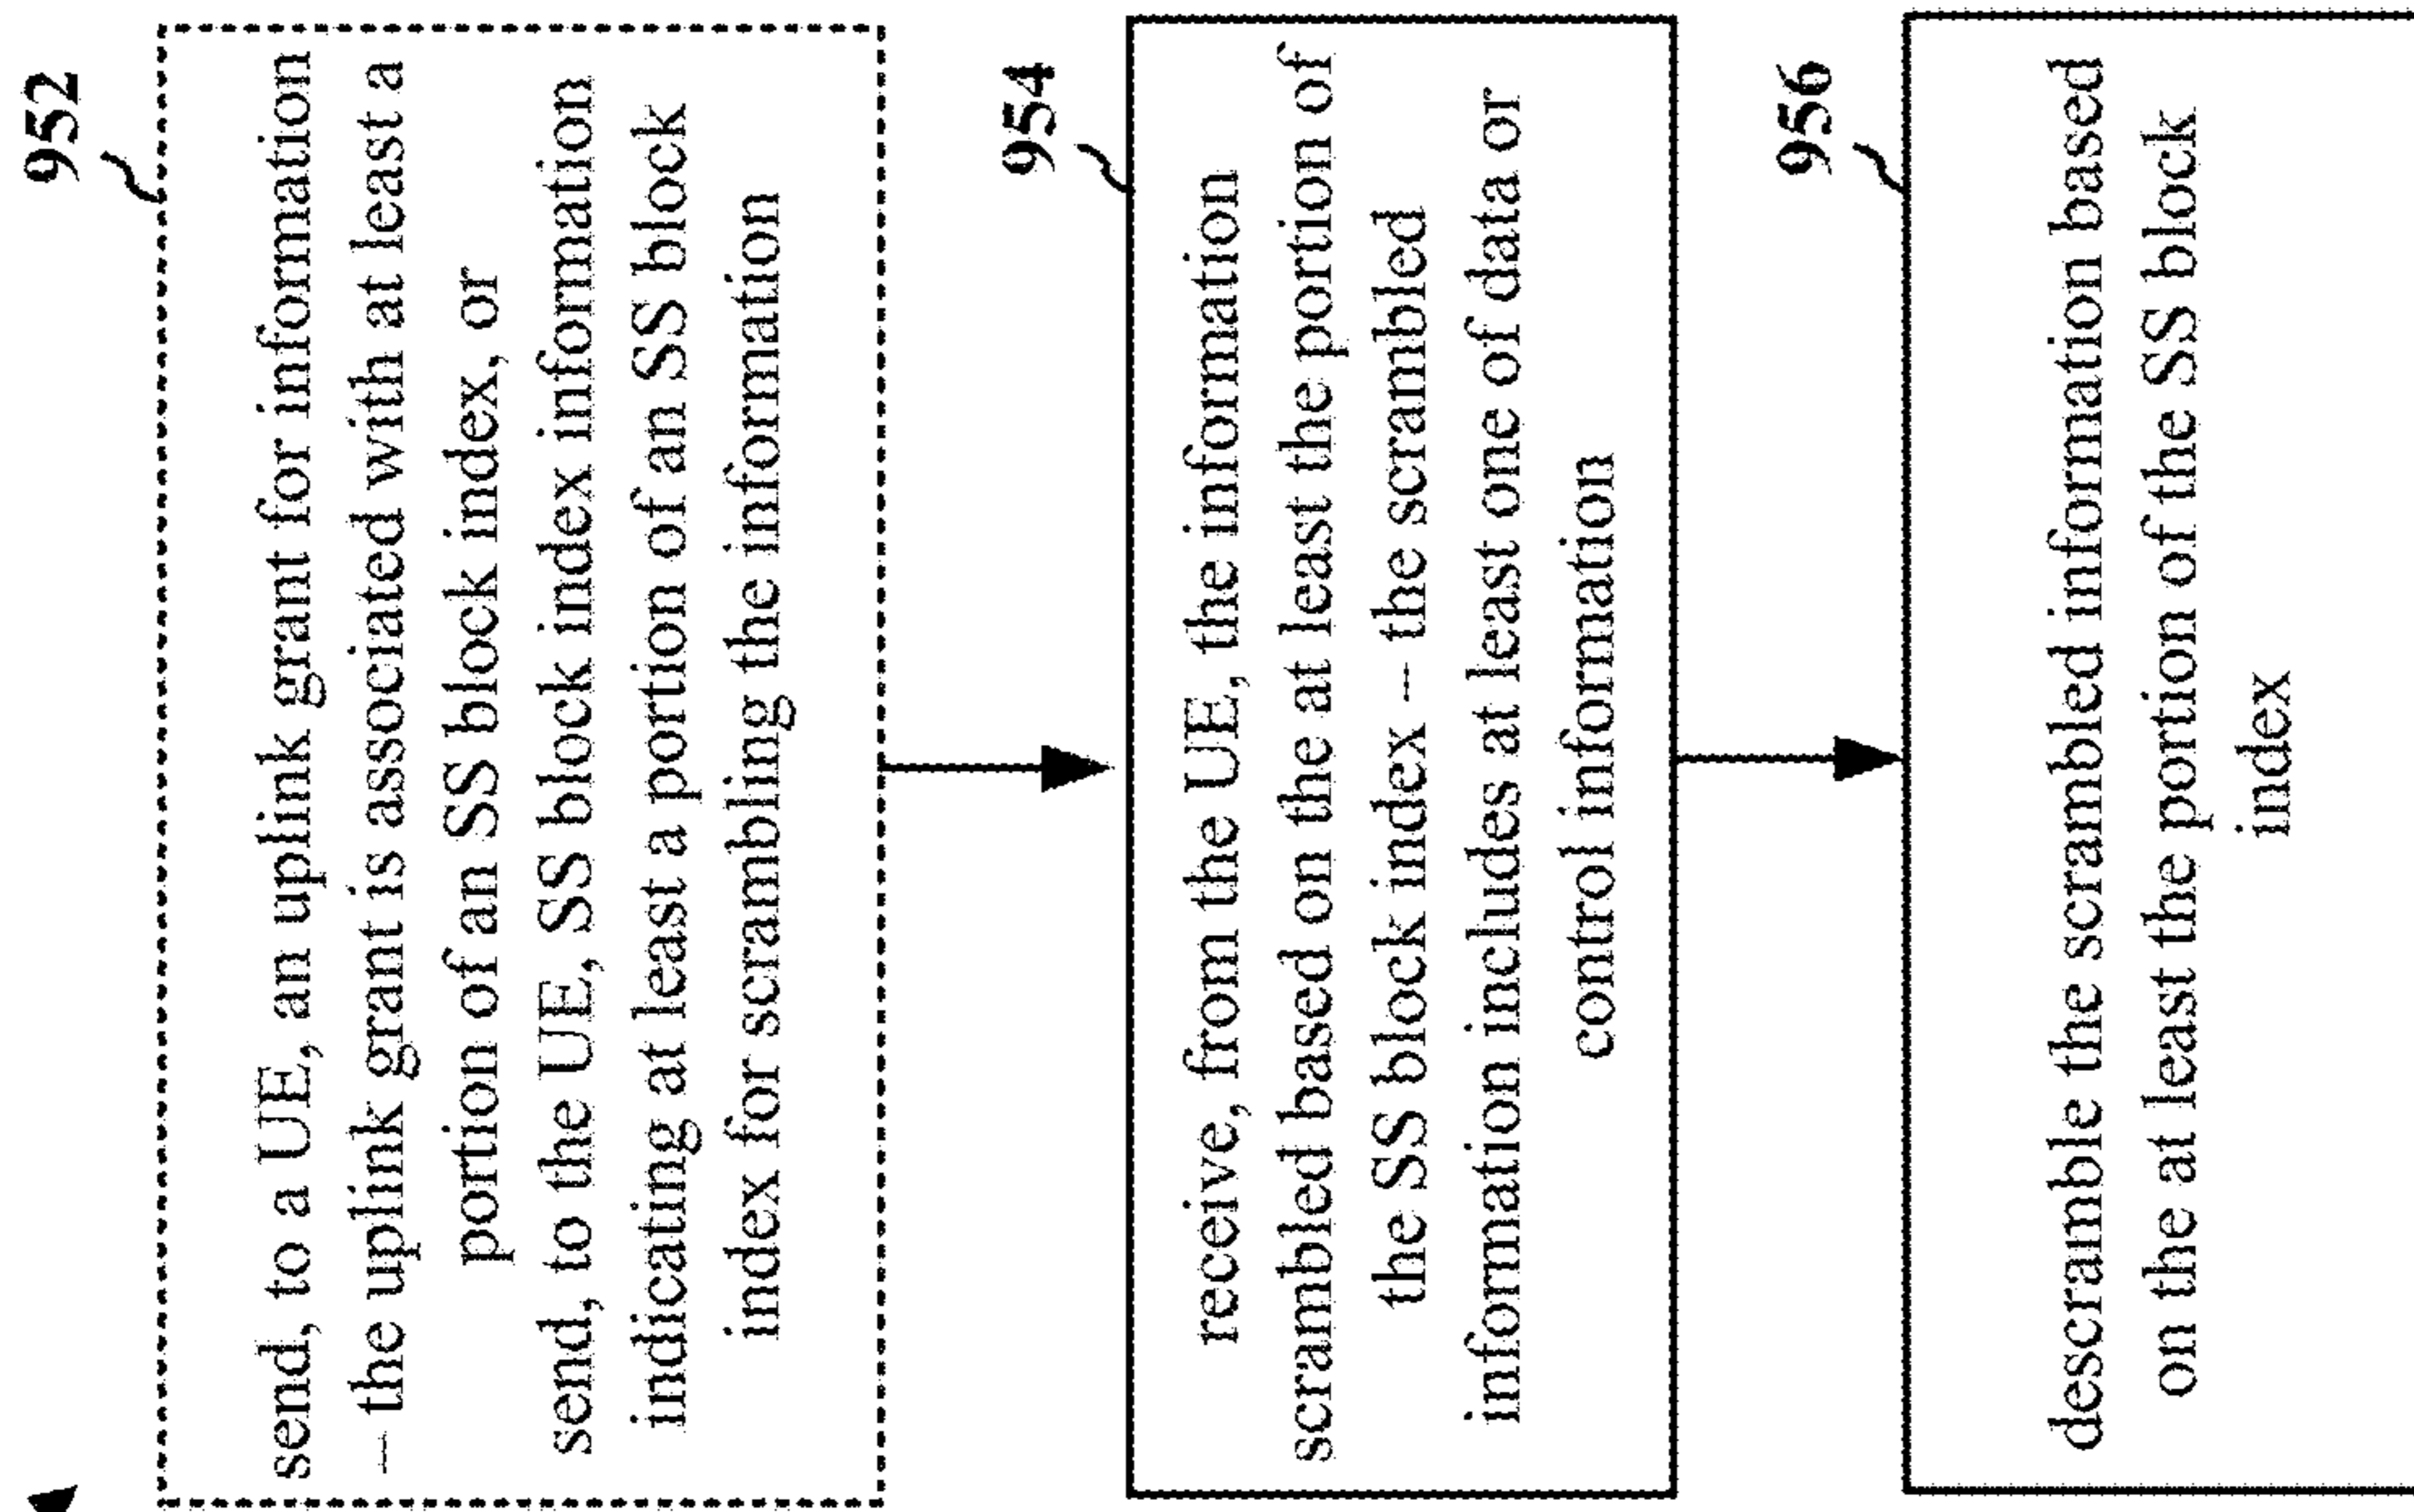 952
send, to a UE, an uplink grant for information
– the uplink grant is associated with at least a
portion of an SS block index, or
send, to the UE, SS block index information
indicating at least a portion of an SS block
index for scrambling the information
954
receive, from the UE, the information
scrambled based on the at least the portion of
the SS block index – the scrambled
information includes at least one of data or
control information
956
descramble the scrambled information based
on the at least the portion of the SS block
index